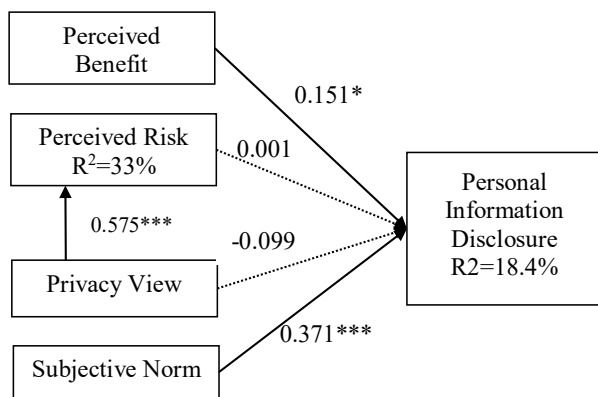 Perceived
Benefit
0.151*
Perceived Risk
R²=33%
0.001
0.575***
Personal
Information
Disclosure
R2=18.4%
-0.099
Privacy View
0.371***
Subjective Norm